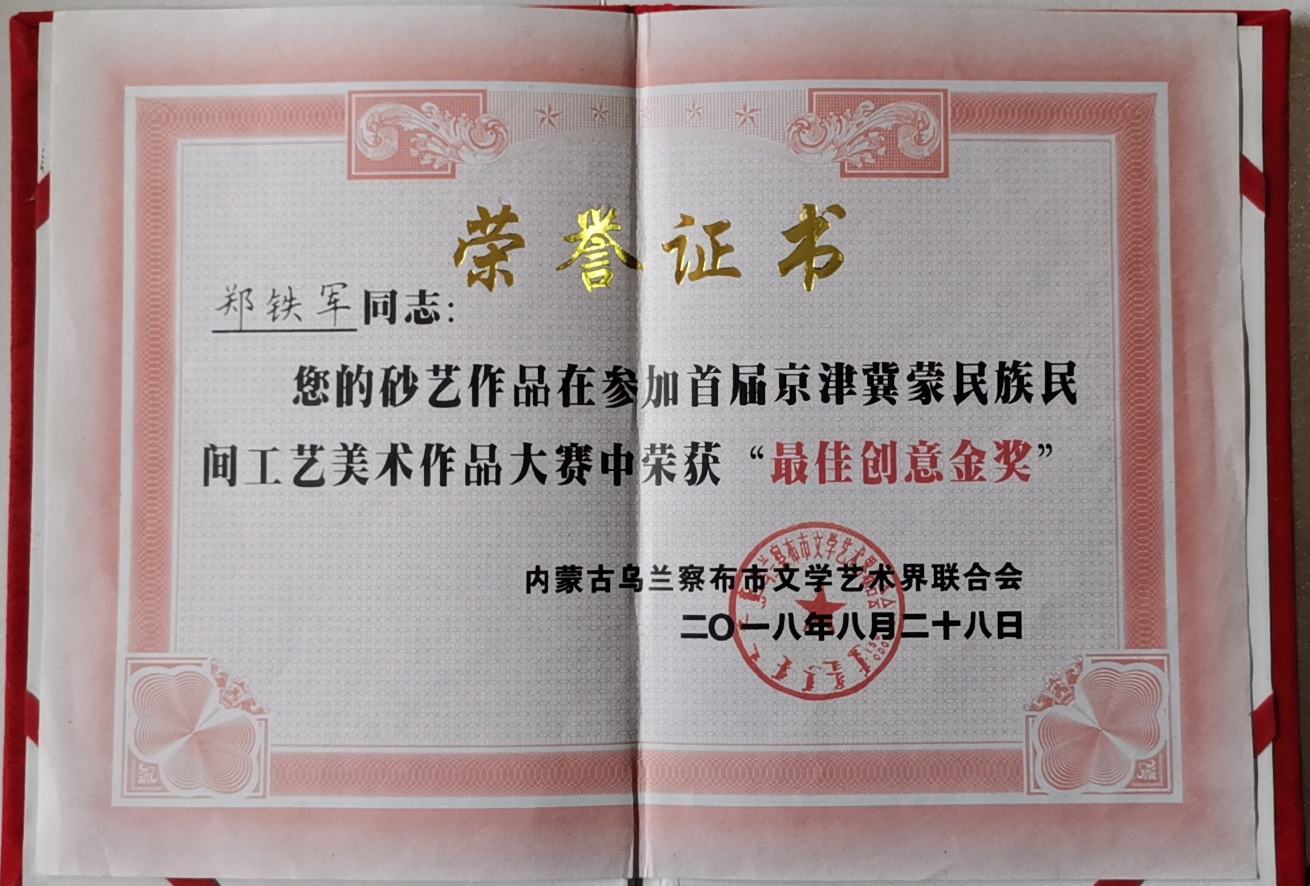 荣誉证书
郑铁军同志：
您的砂艺作品在参加首届京津冀蒙民族民
间工艺美术作品大赛中荣获“最佳创意金奖”
内蒙古乌兰察布市文学艺术界联合会
二〇一八年八月二十八日